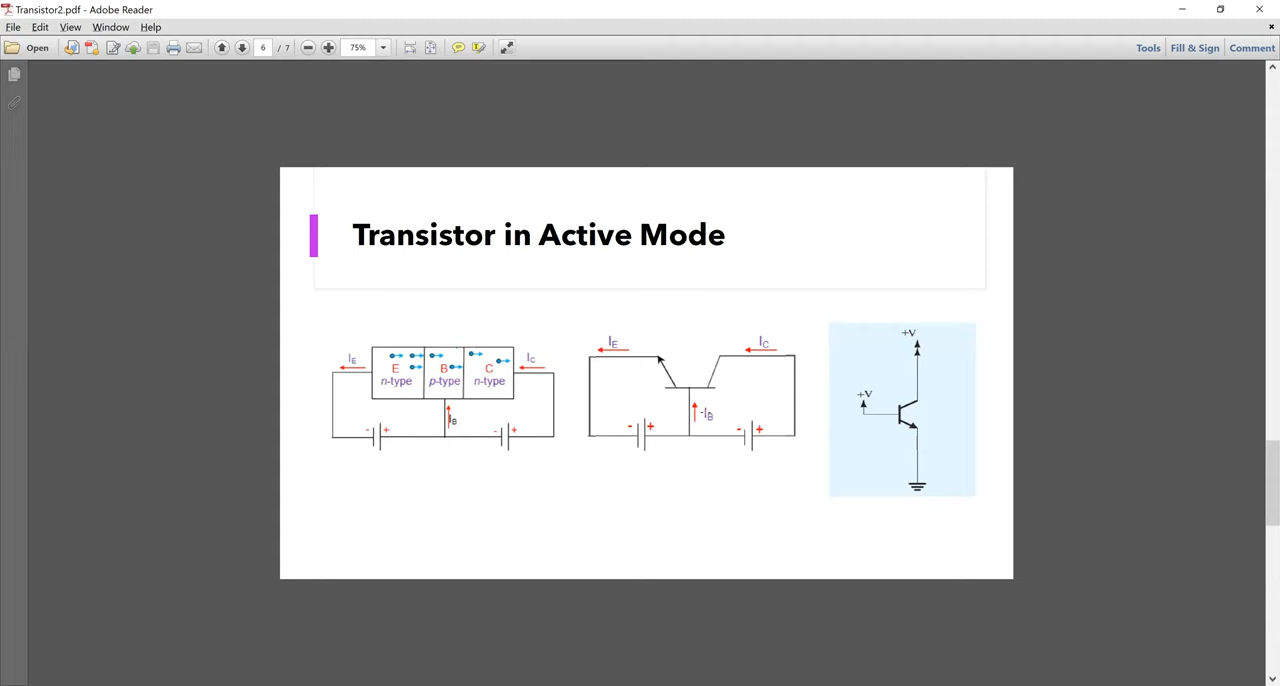 Transistor2.pdf - Adobe Reader
File Edit View Window Help
Open 6 / 7 75% Tools Fill & Sign Comment
Transistor in Active Mode
IE E B C IC
n-type p-type n-type
IB
- + - +
IE IC
-IB
- + - +
+V
+V